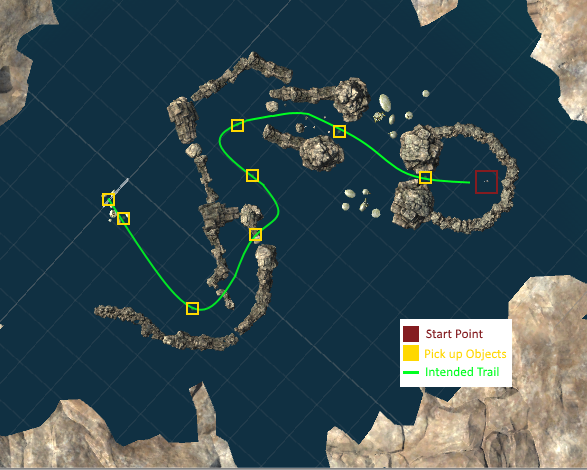 Start Point
Pick up Objects
Intended Trail